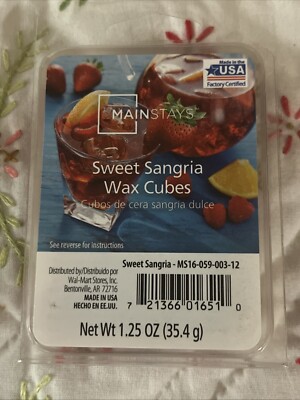 Made in the
USA
Factory Certified
MAINSTAYS
Sweet Sangria
Wax Cubes
Cubos de cera sangria dulce
See reverse for instructions
Sweet Sangria - MS16-059-003-12
Distributed by/Distribuido por
Wal-Mart Stores, Inc.
Bentonville, AR 72716
MADE IN USA
HECHO EN EE.UU.
7 21366 01651 0
Net Wt 1.25 OZ (35.4 g)